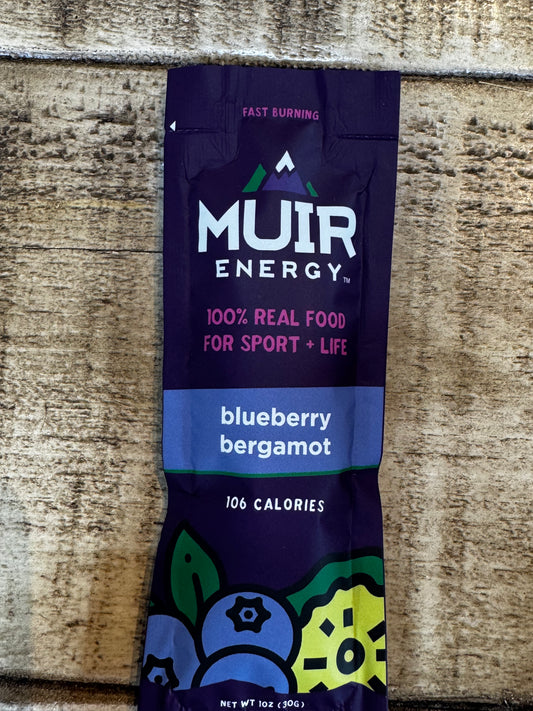 FAST BURNING
MUIR
ENERGY™
100% REAL FOOD
FOR SPORT + LIFE
blueberry
bergamot
106 CALORIES
NET WT 1OZ (30G)